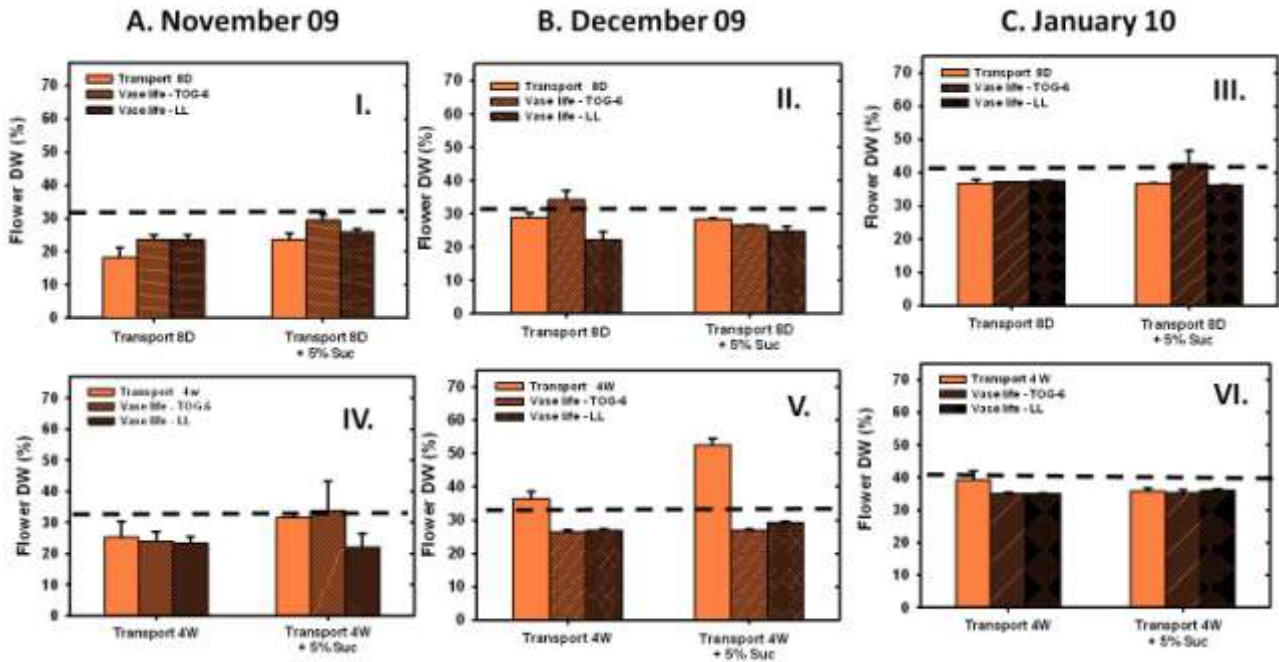 A. November 09
B. December 09
C. January 10
Flower DW (%)
70
60
50
40
30
20
10
0
Transport 8D
Vase life - TOG-6
Vase life - LL
I.
Transport 8D
Transport 8D
+ 5% Suc
Flower DW (%)
70
60
50
40
30
20
10
0
Transport 8D
Vase life - TOG-6
Vase life - LL
II.
Transport 8D
Transport 8D
+ 5% Suc
Flower DW (%)
70
60
50
40
30
20
10
0
Transport 8D
Vase life - TOG-6
Vase life - LL
III.
Transport 8D
Transport 8D
+ 5% Suc
Flower DW (%)
70
60
50
40
30
20
10
0
Transport 4w
Vase life - TOG-6
Vase life - LL
IV.
Transport 4W
Transport 4W
+ 5% Suc
Flower DW (%)
70
60
50
40
30
20
10
0
Transport 4W
Vase life - TOG-6
Vase life - LL
V.
Transport 4W
Transport 4W
+ 5% Suc
Flower DW (%)
70
60
50
40
30
20
10
0
Transport 4 W
Vase life - TOG-6
Vase life - LL
VI.
Transport 4W
Transport 4W
+ 5% Suc